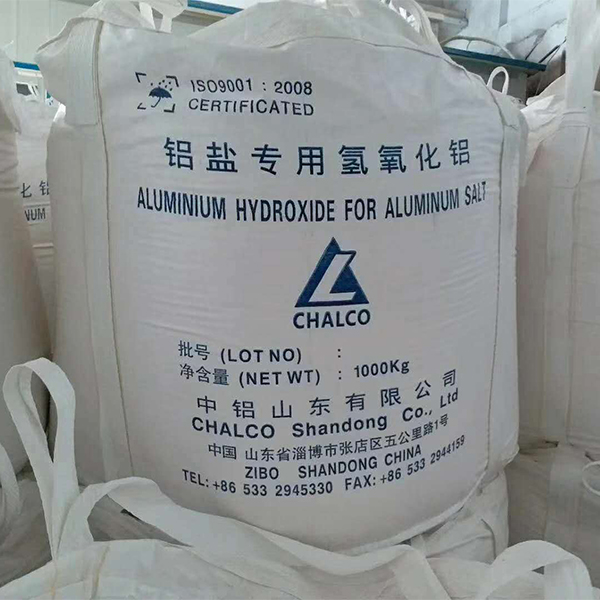 ISO9001 : 2008
CERTIFICATED
铝盐专用氢氧化铝
ALUMINIUM HYDROXIDE FOR ALUMINUM SALT
CHALCO
批号 (LOT NO) :
净含量 (NET WT) : 1000Kg
中铝山东有限公司
CHALCO Shandong Co., Ltd
中国 山东省淄博市张店区五公里路1号
ZIBO SHANDONG CHINA
TEL: +86 533 2945330 FAX: +86 533 2944159
化铝
NUM